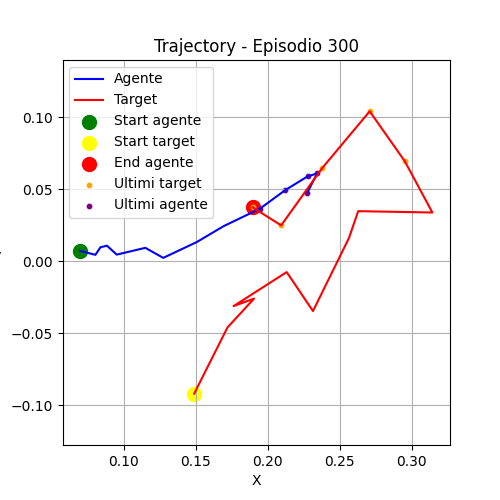 Trajectory - Episodio 300
Agente
Target
Start agente
Start target
End agente
Ultimi target
Ultimi agente
0.10
0.05
0.00
−0.05
−0.10
0.10
0.15
0.20
0.25
0.30
X